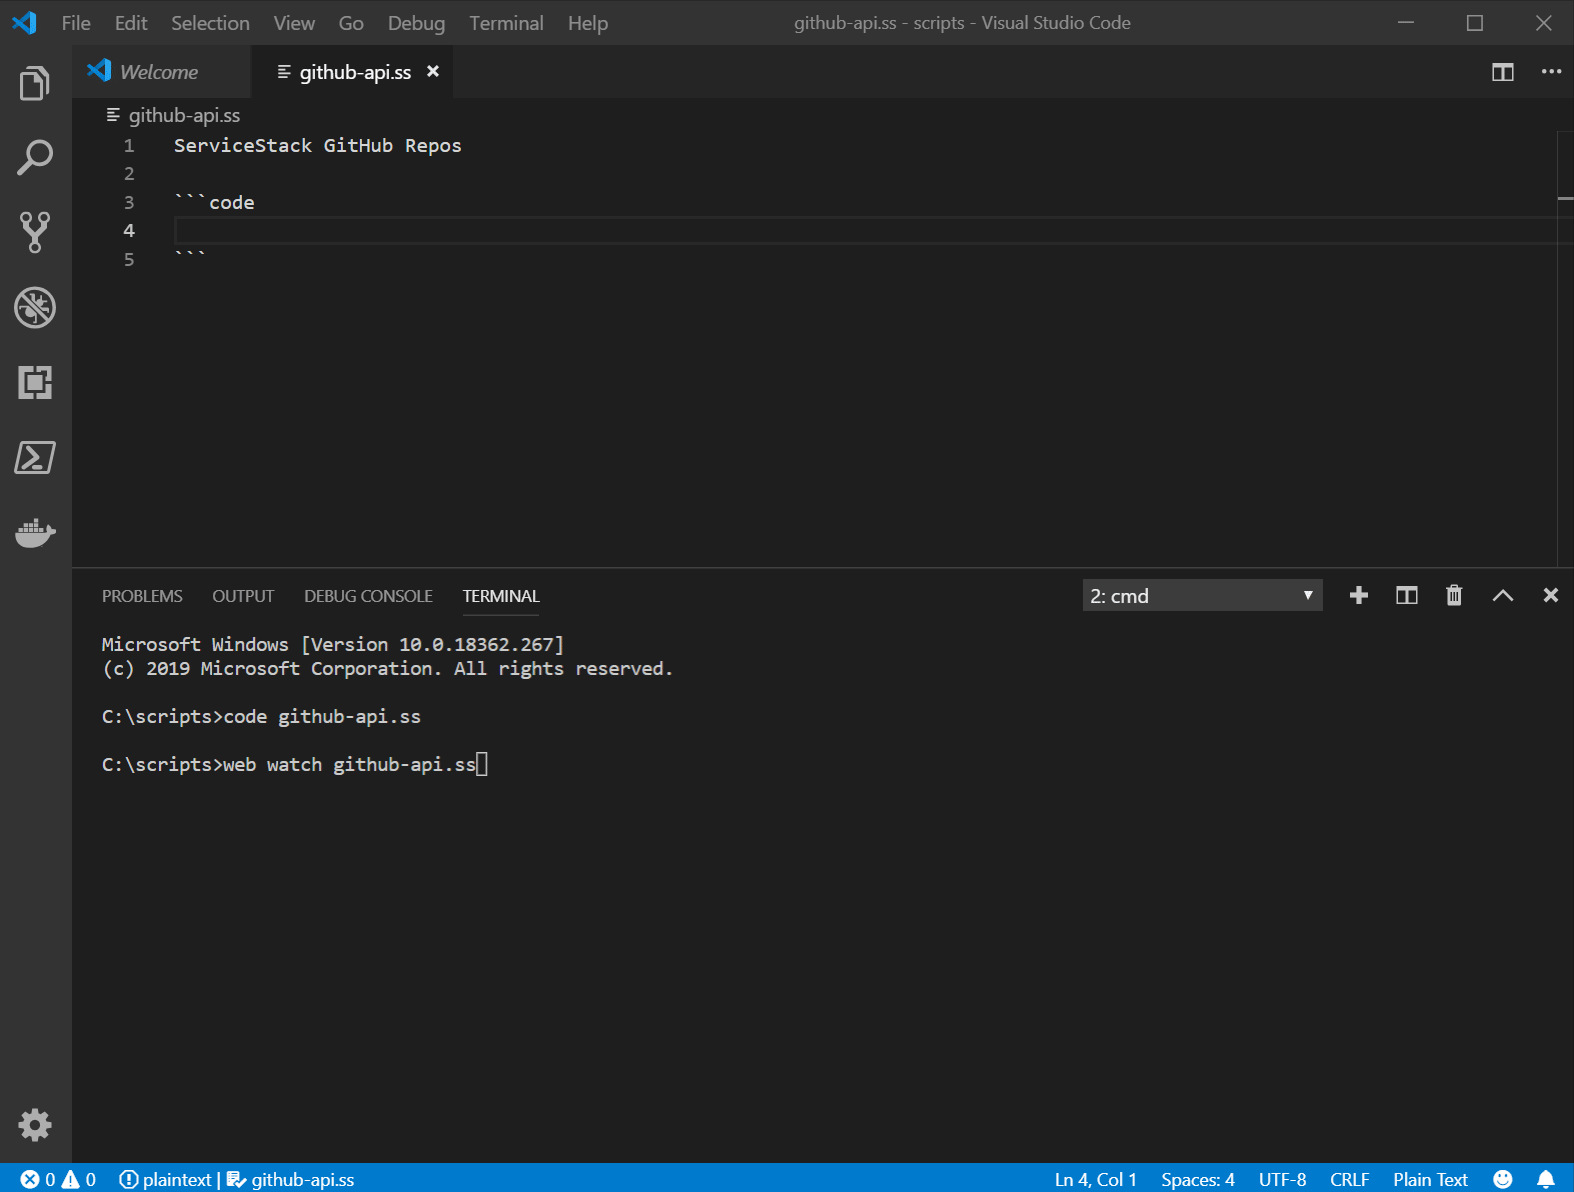 File Edit Selection View Go Debug Terminal Help github-api.ss - scripts - Visual Studio Code
Welcome github-api.ss
github-api.ss
1 ServiceStack GitHub Repos
2
3 ```code
4
5 ```
PROBLEMS OUTPUT DEBUG CONSOLE TERMINAL 2: cmd
Microsoft Windows [Version 10.0.18362.267]
(c) 2019 Microsoft Corporation. All rights reserved.
C:\scripts>code github-api.ss
C:\scripts>web watch github-api.ss
0 0 plaintext | github-api.ss Ln 4, Col 1 Spaces: 4 UTF-8 CRLF Plain Text